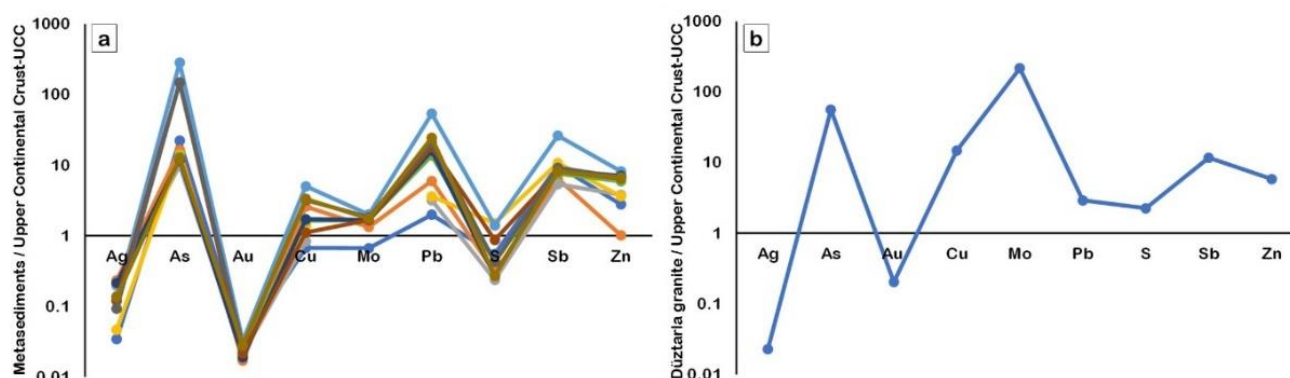 a
Metasediments / Upper Continental Crust-UCC
1000
100
10
1
0.1
0.01
Ag As Au Cu Mo Pb S Sb Zn
b
Düztarla granite / Upper Continental Crust-UCC
1000
100
10
1
0.1
0.01
Ag As Au Cu Mo Pb S Sb Zn